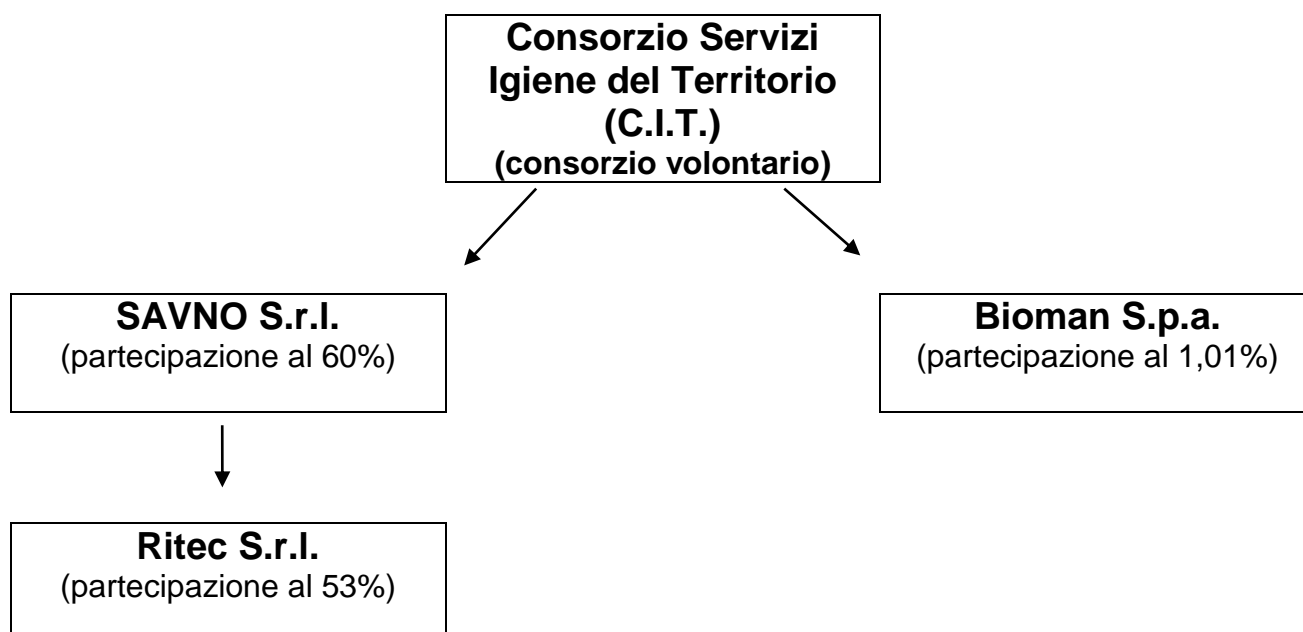 Consorzio Servizi
Igiene del Territorio
(C.I.T.)
(consorzio volontario)
SAVNO S.r.l.
(partecipazione al 60%)
Bioman S.p.a.
(partecipazione al 1,01%)
Ritec S.r.l.
(partecipazione al 53%)